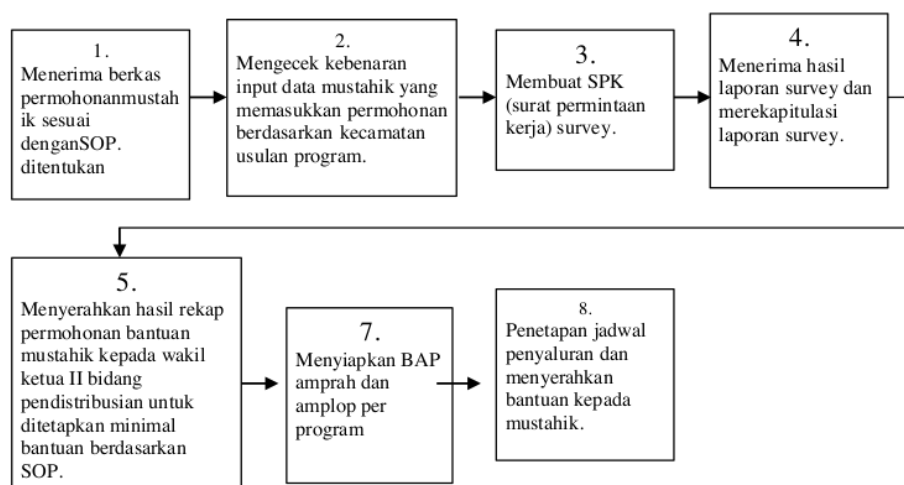 1.
Menerima berkas
permohonanmustah
ik sesuai
denganSOP.
ditentukan
2.
Mengecek kebenaran
input data mustahik yang
memasukkan permohonan
berdasarkan kecamatan
usulan program.
3.
Membuat SPK
(surat permintaan
kerja) survey.
4.
Menerima hasil
laporan survey dan
merekapitulasi
laporan survey.
5.
Menyerahkan hasil rekap
permohonan bantuan
mustahik kepada wakil
ketua II bidang
pendistribusian untuk
ditetapkan minimal
bantuan berdasarkan
SOP.
7.
Menyiapkan BAP
amprah dan
amplop per
program
8.
Penetapan jadwal
penyaluran dan
menyerahkan
bantuan kepada
mustahik.